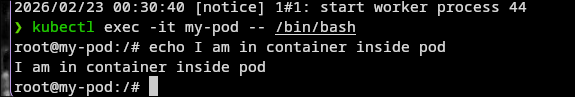 2026/02/23 00:30:40 [notice] 1#1: start worker process 44
❯ kubectl exec -it my-pod -- /bin/bash
root@my-pod:/# echo I am in container inside pod
I am in container inside pod
root@my-pod:/#